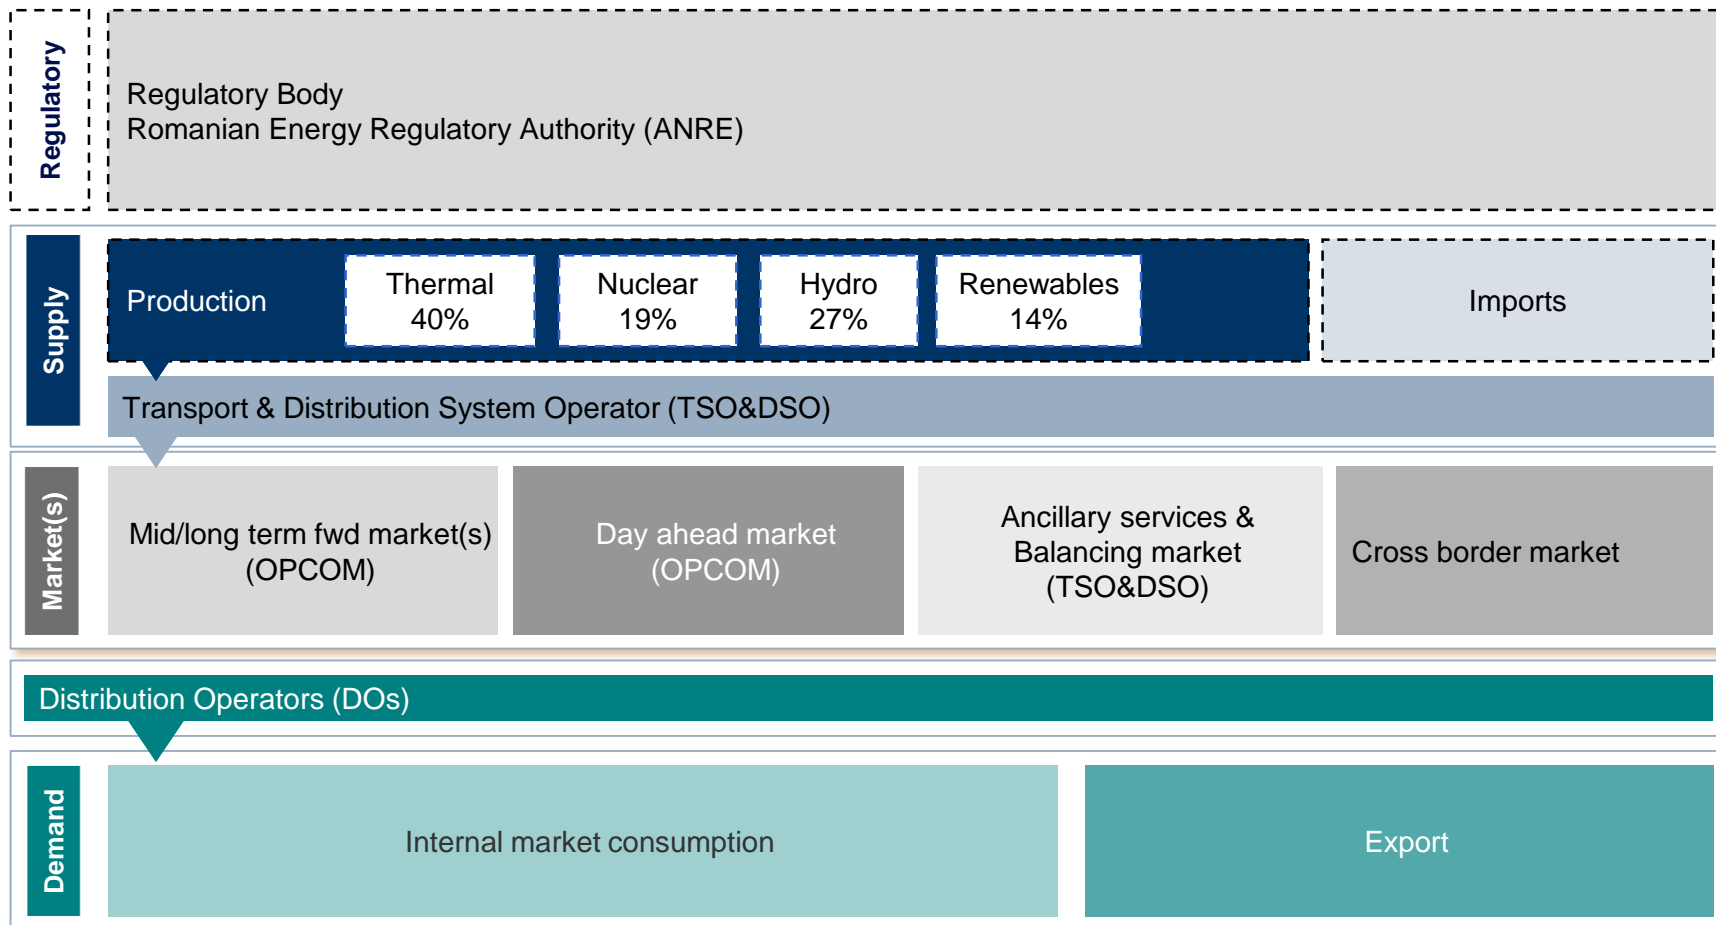 Regulatory
Regulatory Body
Romanian Energy Regulatory Authority (ANRE)
Supply
Production
Thermal
40%
Nuclear
19%
Hydro
27%
Renewables
14%
Imports
Transport & Distribution System Operator (TSO&DSO)
Market(s)
Mid/long term fwd market(s)
(OPCOM)
Day ahead market
(OPCOM)
Ancillary services &
Balancing market
(TSO&DSO)
Cross border market
Distribution Operators (DOs)
Demand
Internal market consumption
Export